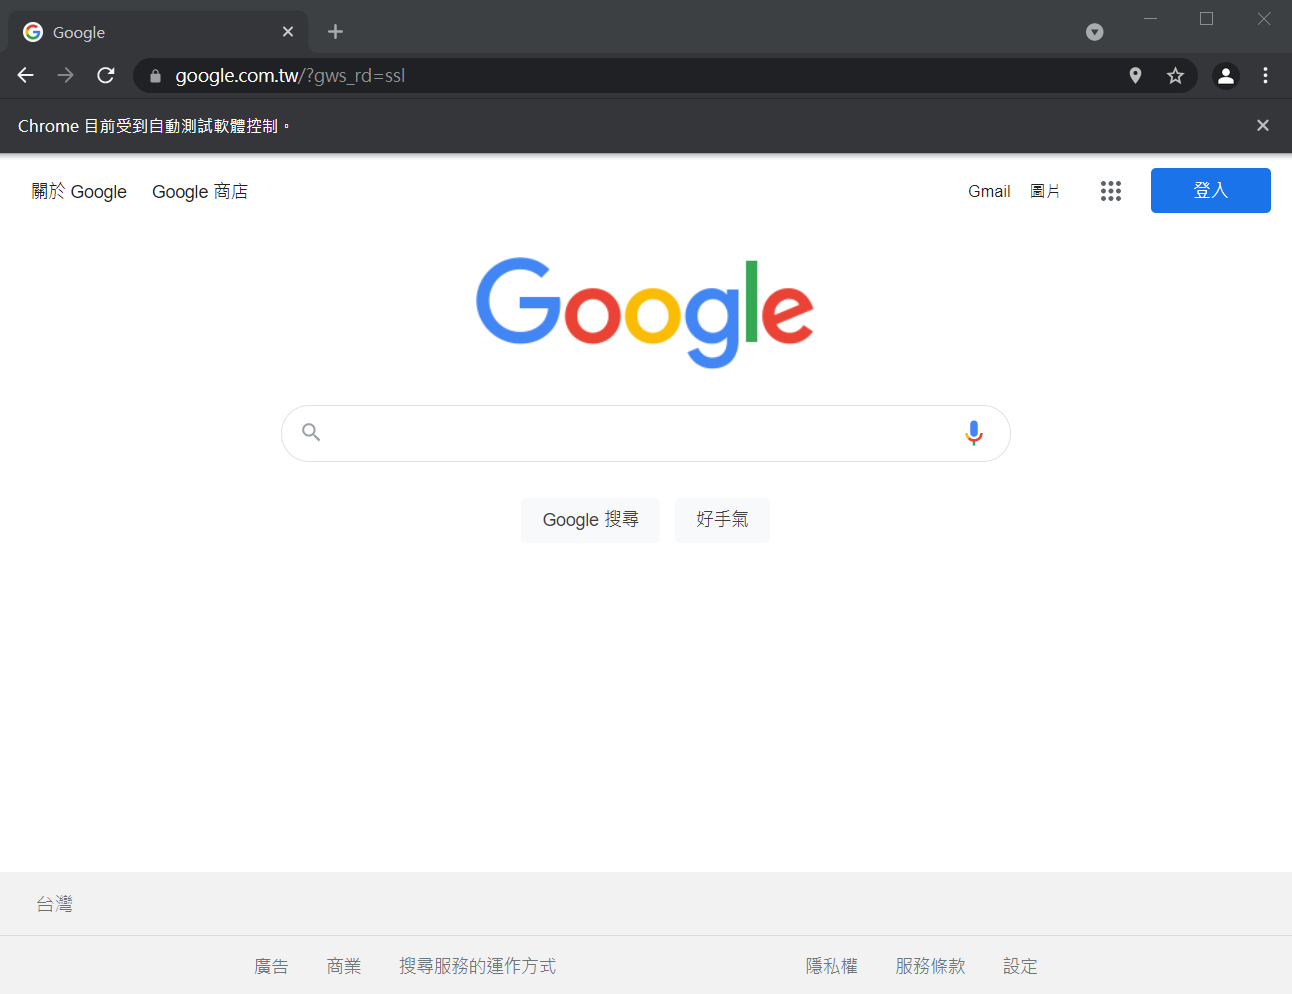 Google
google.com.tw/?gws_rd=ssl
Chrome 目前受到自動測試軟體控制。
關於 Google Google 商店 Gmail 圖片 登入
Google
Google 搜尋 好手氣
台灣
廣告 商業 搜尋服務的運作方式 隱私權 服務條款 設定